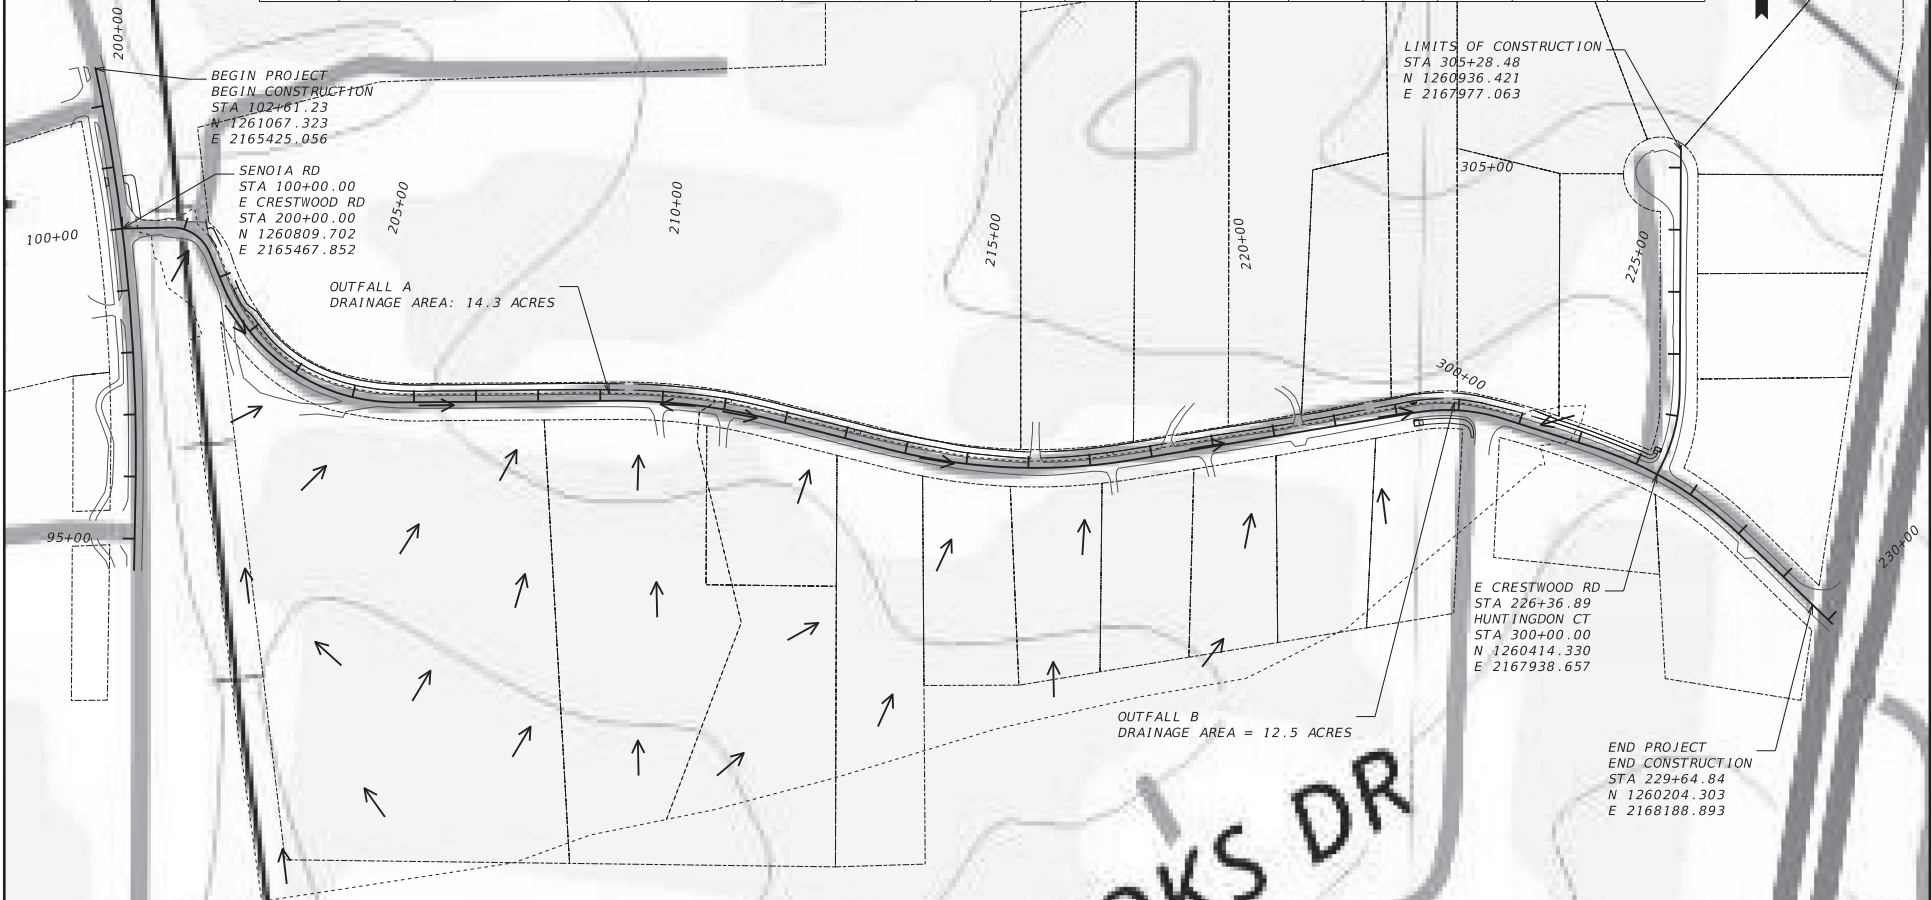 200+00
BEGIN PROJECT
BEGIN CONSTRUCTION
STA 102+61.23
N 1261067.323
E 2165425.056
SENOIA RD
STA 100+00.00
E CRESTWOOD RD
STA 200+00.00
N 1260809.702
E 2165467.852
100+00
95+00
205+00
210+00
215+00
220+00
OUTFALL A
DRAINAGE AREA: 14.3 ACRES
LIMITS OF CONSTRUCTION
STA 305+28.48
N 1260936.421
E 2167977.063
305+00
225+00
300+00
230+00
E CRESTWOOD RD
STA 226+36.89
HUNTINGDON CT
STA 300+00.00
N 1260414.330
E 2167938.657
OUTFALL B
DRAINAGE AREA = 12.5 ACRES
END PROJECT
END CONSTRUCTION
STA 229+64.84
N 1260204.303
E 2168188.893
DR